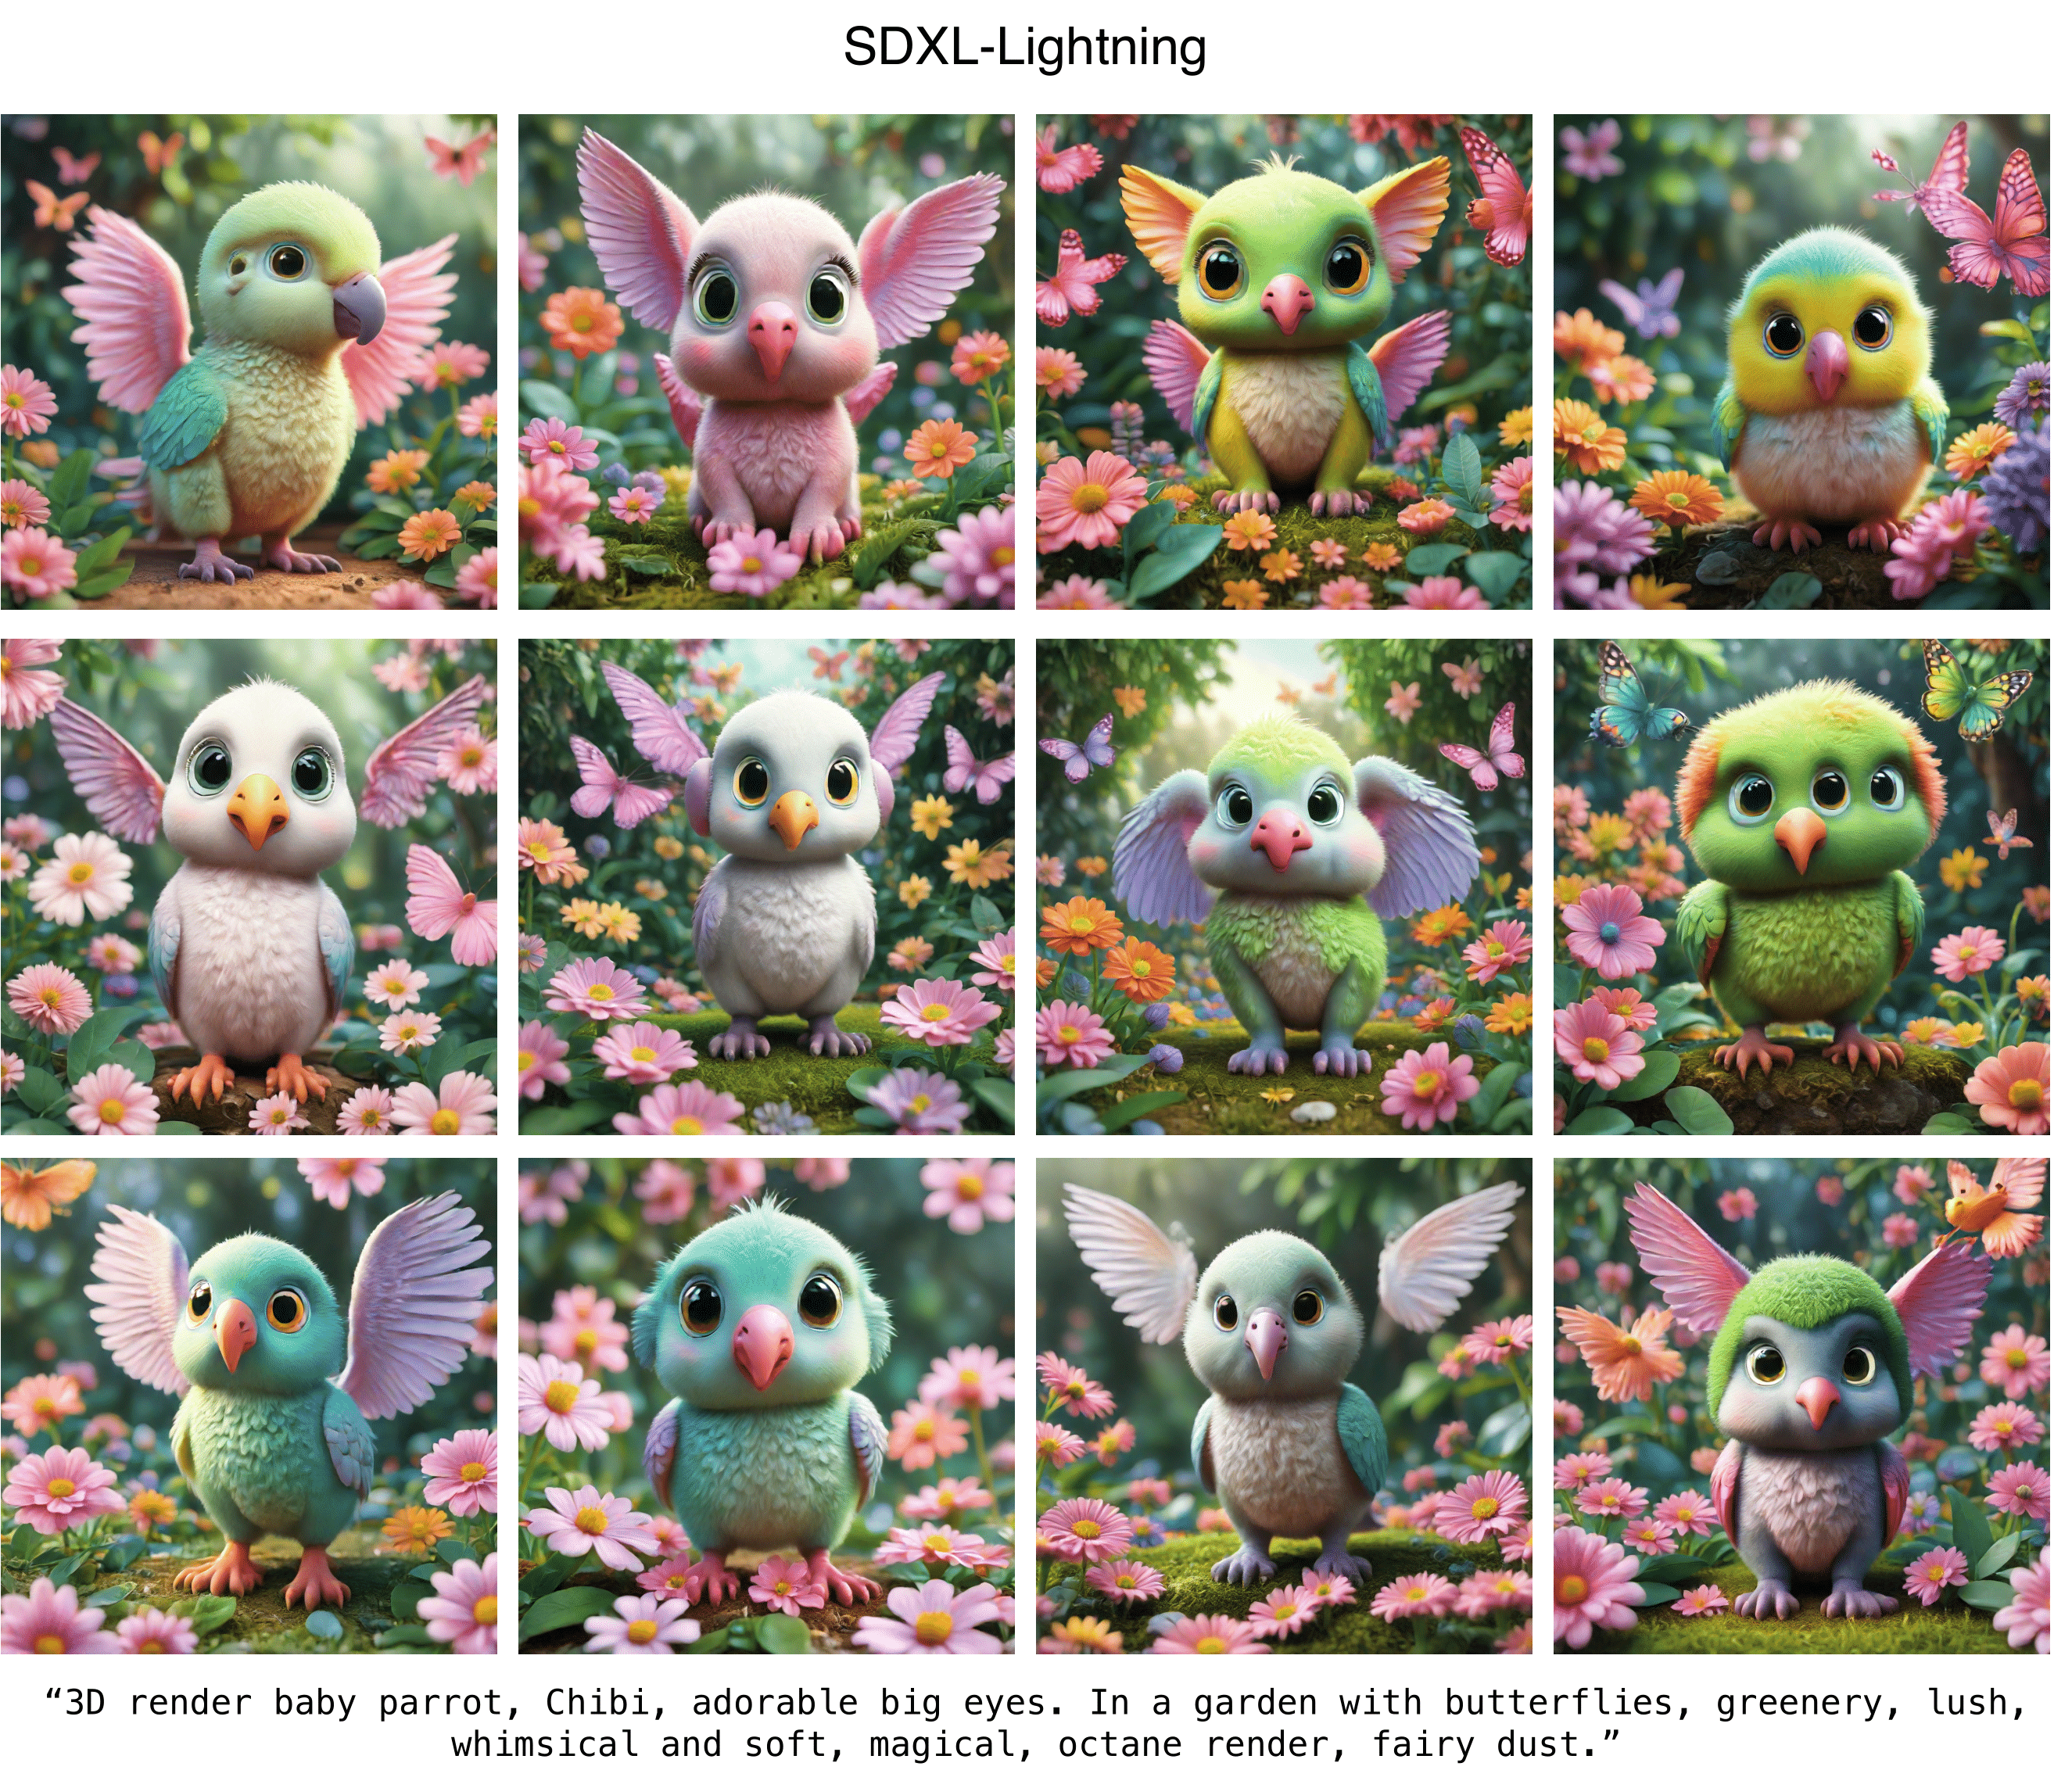 SDXL-Lightning
“3D render baby parrot, Chibi, adorable big eyes. In a garden with butterflies, greenery, lush,
whimsical and soft, magical, octane render, fairy dust.”